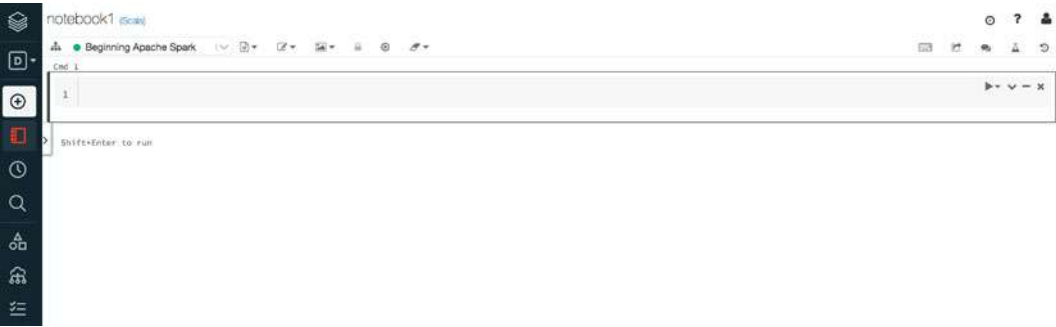 notebook1 (Scala)
?
Beginning Apache Spark
D
Cmd 1
1
Shift+Enter to run